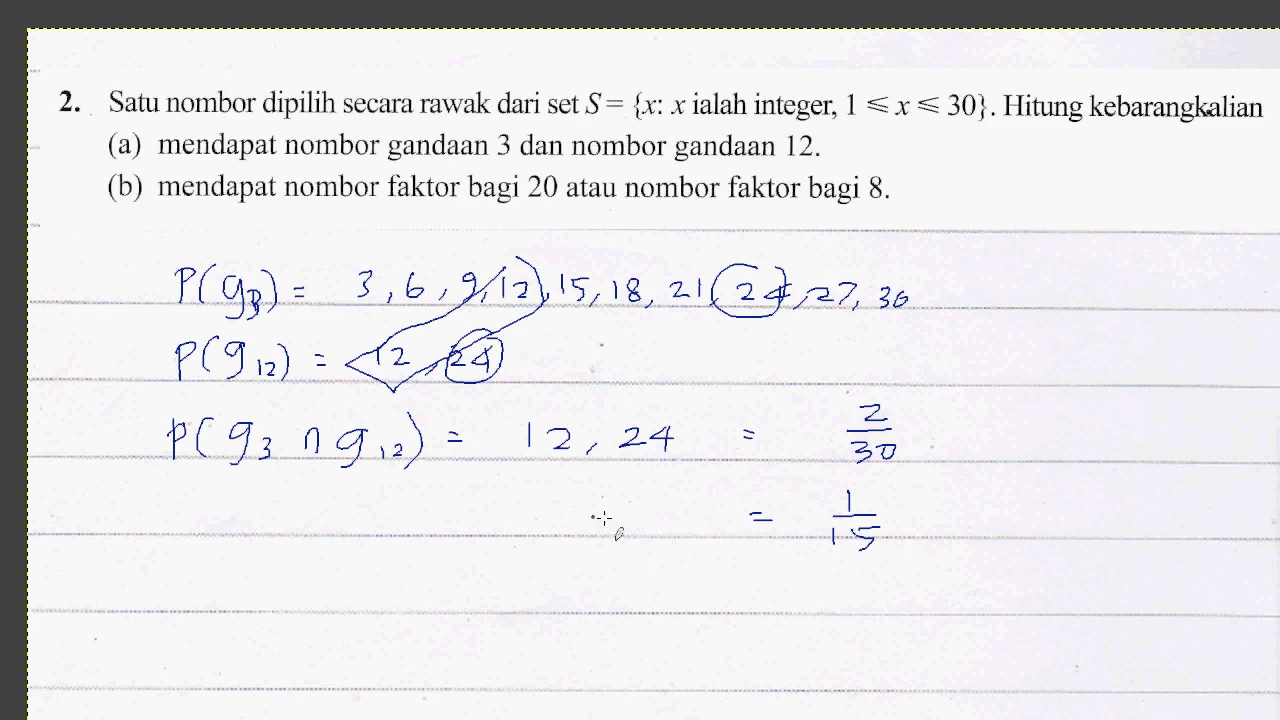 2. Satu nombor dipilih secara rawak dari set S = {x: x ialah integer, 1 ⩽ x ⩽ 30}. Hitung kebarangkalian
(a) mendapat nombor gandaan 3 dan nombor gandaan 12.
(b) mendapat nombor faktor bagi 20 atau nombor faktor bagi 8.
P(g₃) = 3, 6, 9, 12, 15, 18, 21, 24, 27, 30
P(g₁₂) = 12, 24
P(g₃ ∩ g₁₂) = 12, 24 = 2/30
= 1/15